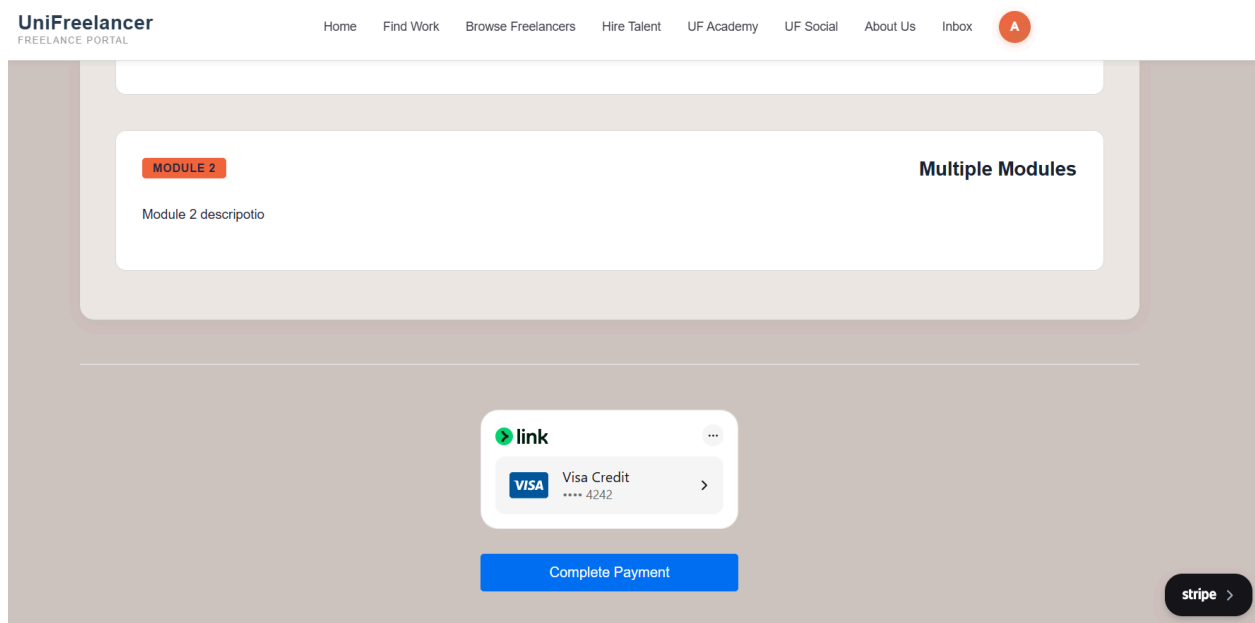 UniFreelancer
FREELANCE PORTAL
Home Find Work Browse Freelancers Hire Talent UF Academy UF Social About Us Inbox A
MODULE 2 Multiple Modules
Module 2 descripotio
link ...
VISA Visa Credit
•••• 4242
Complete Payment
stripe